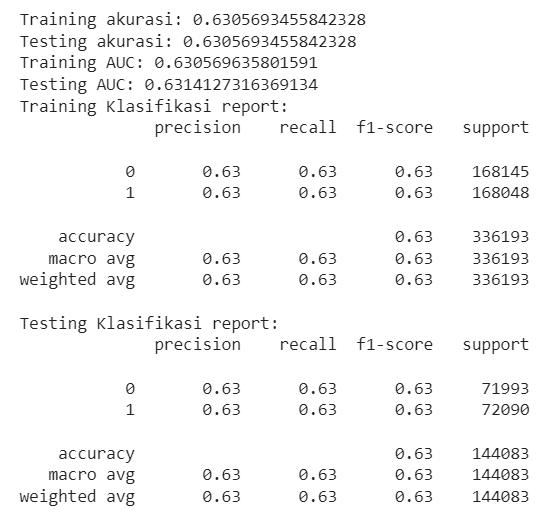 Training akurasi: 0.6305693455842328
Testing akurasi: 0.6305693455842328
Training AUC: 0.630569635801591
Testing AUC: 0.6314127316369134
Training Klasifikasi report:
precision recall f1-score support
0 0.63 0.63 0.63 168145
1 0.63 0.63 0.63 168048
accuracy 0.63 336193
macro avg 0.63 0.63 0.63 336193
weighted avg 0.63 0.63 0.63 336193
Testing Klasifikasi report:
precision recall f1-score support
0 0.63 0.63 0.63 71993
1 0.63 0.63 0.63 72090
accuracy 0.63 144083
macro avg 0.63 0.63 0.63 144083
weighted avg 0.63 0.63 0.63 144083